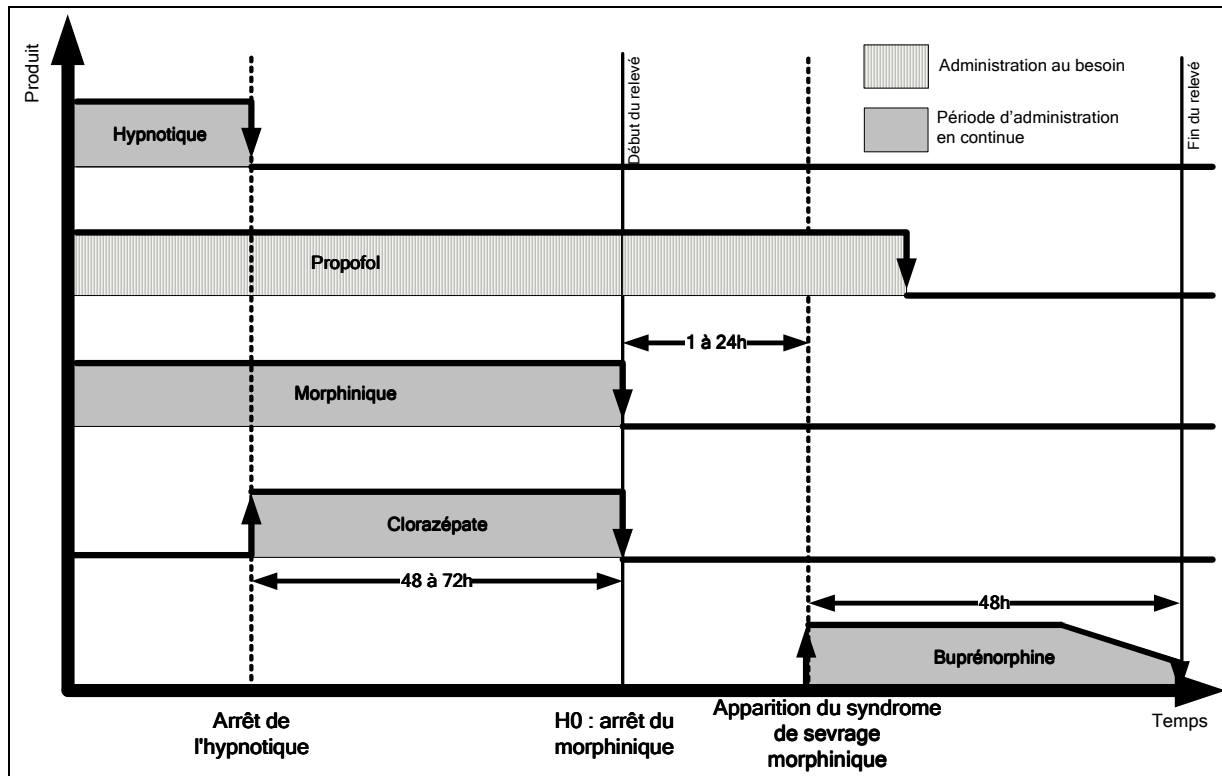 Produit
Début du relevé
Fin du relevé
Administration au besoin
Période d'administration
en continue
Hypnotique
Propofol
1 à 24h
Morphinique
Clorazépate
48 à 72h
48h
Buprénorphine
Arrêt de
l'hypnotique
H0 : arrêt du
morphinique
Apparition du syndrome
de sevrage
morphinique
Temps